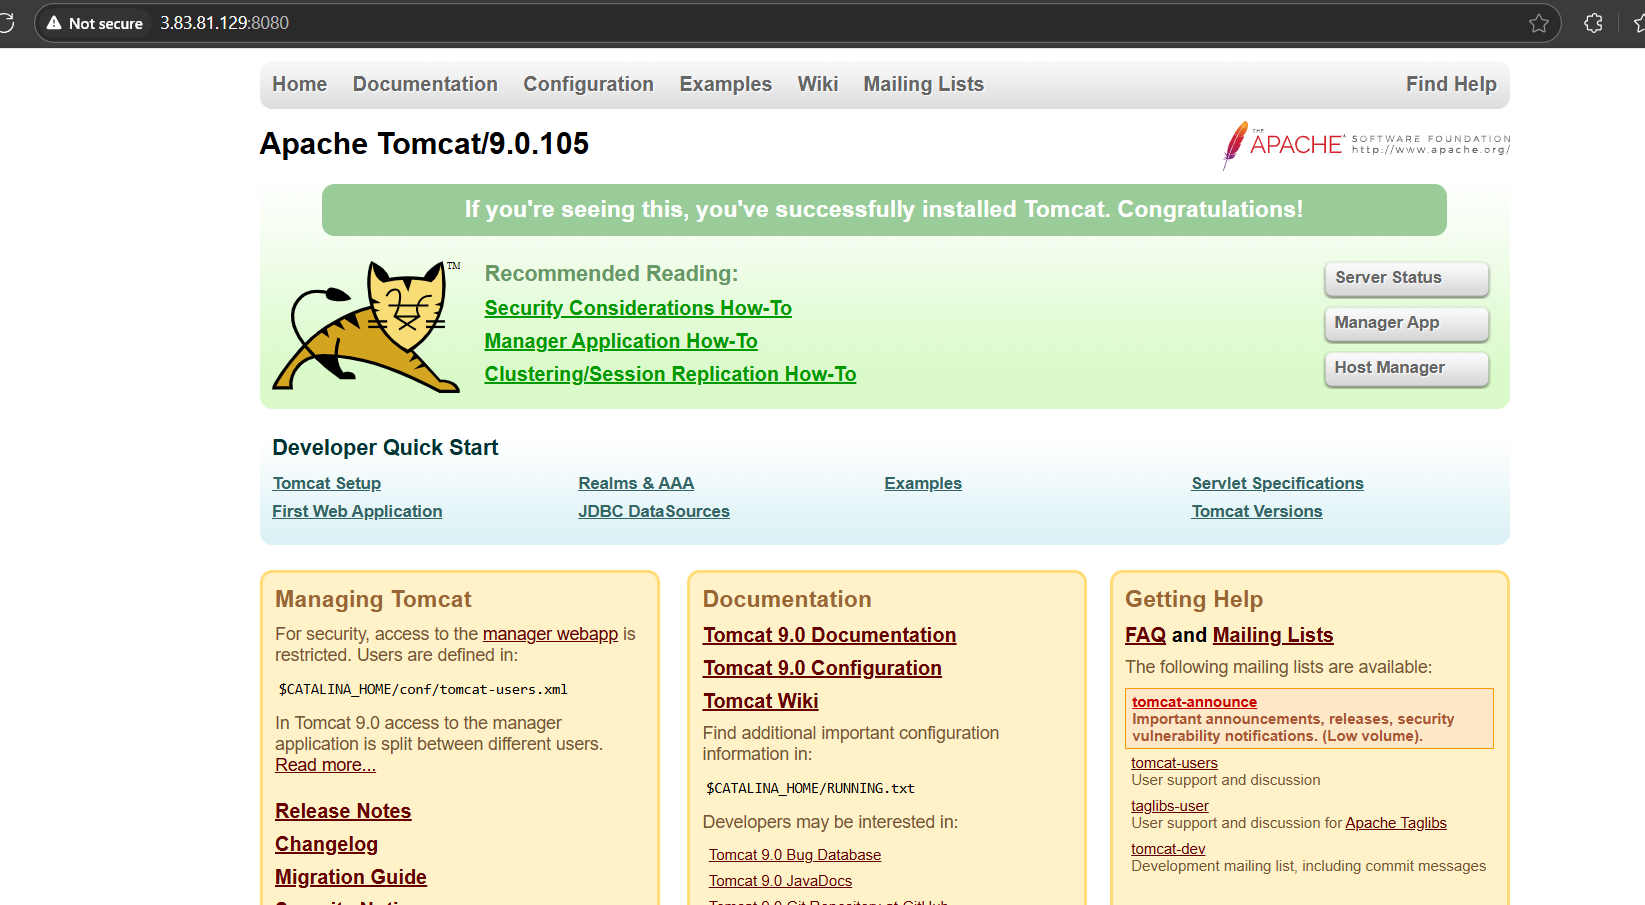 Not secure 3.83.81.129:8080
Home Documentation Configuration Examples Wiki Mailing Lists Find Help
Apache Tomcat/9.0.105
THE APACHE SOFTWARE FOUNDATION
http://www.apache.org/
If you're seeing this, you've successfully installed Tomcat. Congratulations!
TM
Recommended Reading:
Security Considerations How-To
Manager Application How-To
Clustering/Session Replication How-To
Server Status
Manager App
Host Manager
Developer Quick Start
Tomcat Setup
First Web Application
Realms & AAA
JDBC DataSources
Examples
Servlet Specifications
Tomcat Versions
Managing Tomcat
For security, access to the manager webapp is
restricted. Users are defined in:
$CATALINA_HOME/conf/tomcat-users.xml
In Tomcat 9.0 access to the manager
application is split between different users.
Read more...
Release Notes
Changelog
Migration Guide
Documentation
Tomcat 9.0 Documentation
Tomcat 9.0 Configuration
Tomcat Wiki
Find additional important configuration
information in:
$CATALINA_HOME/RUNNING.txt
Developers may be interested in:
Tomcat 9.0 Bug Database
Tomcat 9.0 JavaDocs
Tomcat 9.0 Git Repository at GitHub
Getting Help
FAQ and Mailing Lists
The following mailing lists are available:
tomcat-announce
Important announcements, releases, security
vulnerability notifications. (Low volume).
tomcat-users
User support and discussion
taglibs-user
User support and discussion for Apache Taglibs
tomcat-dev
Development mailing list, including commit messages